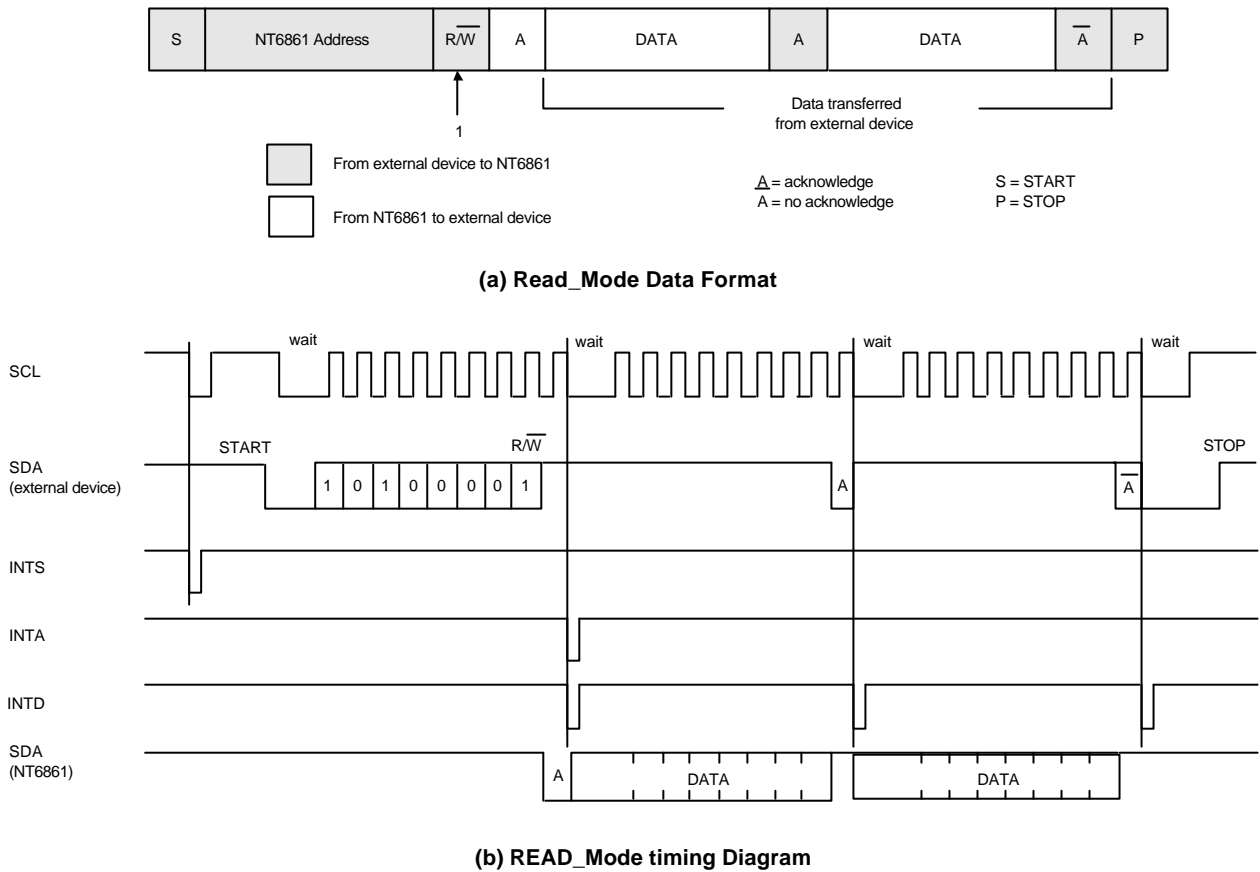 S NT6861 Address R/W̅ A DATA A DATA A̅ P
1
Data transferred
from external device
From external device to NT6861
From NT6861 to external device
A = acknowledge S = START
A̅ = no acknowledge P = STOP
(a) Read_Mode Data Format
wait wait wait wait
SCL
START R/W̅ STOP
SDA
(external device)
1 0 1 0 0 0 0 1 A A̅
INTS
INTA
INTD
SDA
(NT6861)
A DATA DATA
(b) READ_Mode timing Diagram